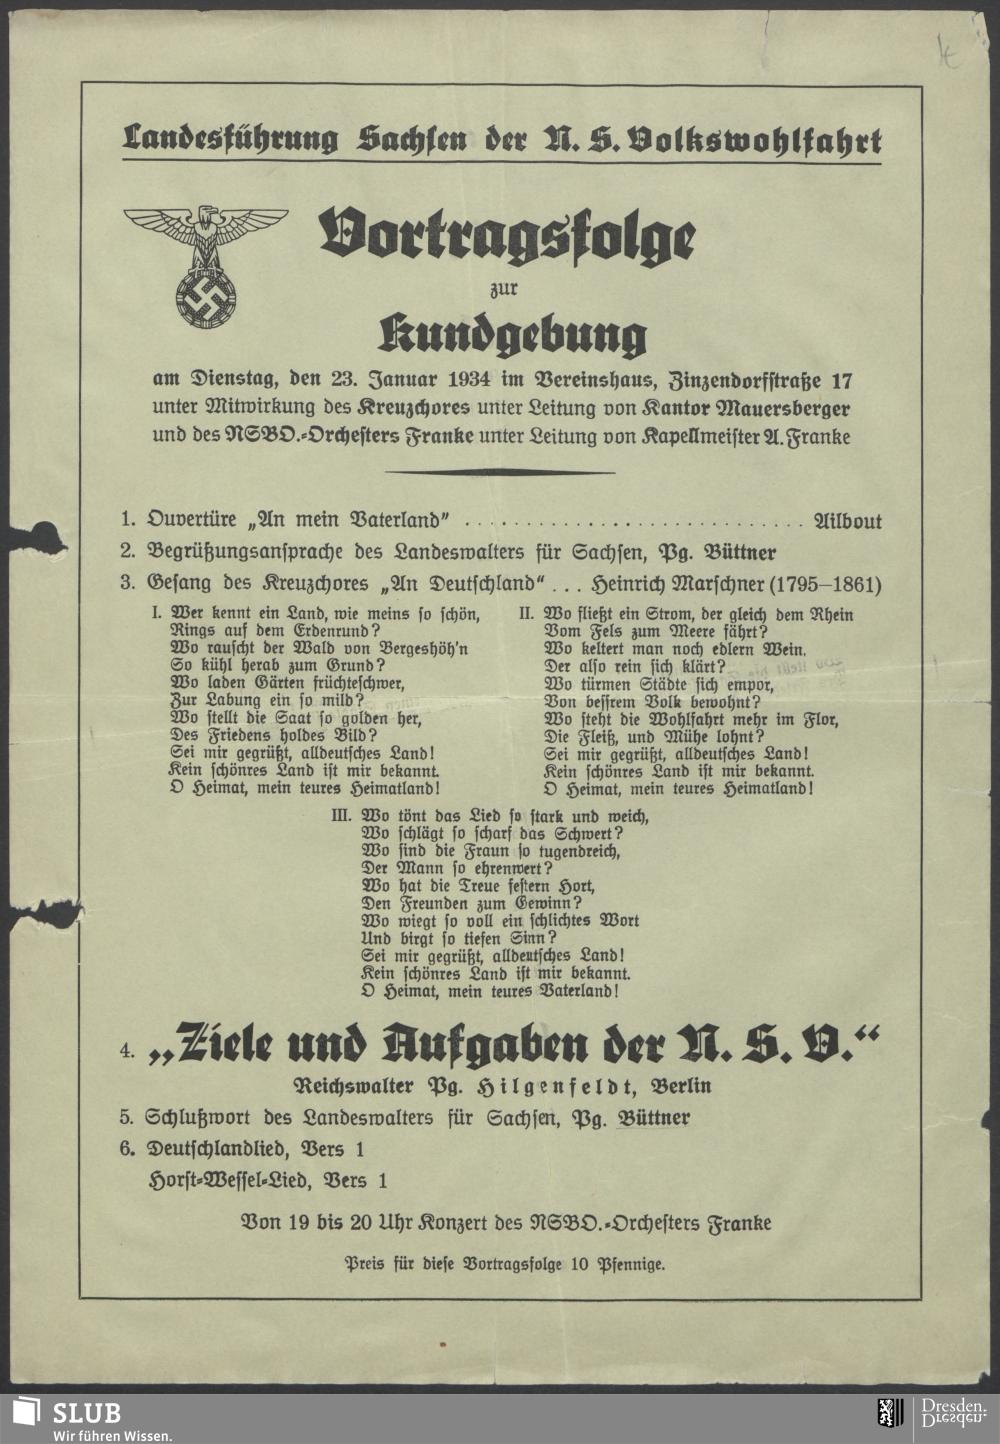 Landesführung Sachsen der N. S. Volkswohlfahrt
Vortragsfolge
zur
Kundgebung
am Dienstag, den 23. Januar 1934 im Vereinshaus, Zinzendorfstraße 17
unter Mitwirkung des Kreuzchores unter Leitung von Kantor Mauersberger
und des NSBO.-Orchesters Franke unter Leitung von Kapellmeister A. Franke
1. Ouvertüre „An mein Vaterland" . . . . . . . . . . . . . . . . . . . . . . . . . . . . Ailbout
2. Begrüßungsansprache des Landeswalters für Sachsen, Pg. Büttner
3. Gesang des Kreuzchores „An Deutschland“ . . . Heinrich Marschner (1795–1861)
I. Wer kennt ein Land, wie meins so schön,
Rings auf dem Erdenrund?
Wo rauscht der Wald von Bergeshöh'n
So kühl herab zum Grund?
Wo laden Gärten früchteschwer,
Zur Labung ein so mild?
Wo stellt die Saat so golden her,
Des Friedens holdes Bild?
Sei mir gegrüßt, alldeutsches Land!
Kein schönres Land ist mir bekannt.
O Heimat, mein teures Heimatland!
II. Wo fließt ein Strom, der gleich dem Rhein
Vom Fels zum Meere fährt?
Wo keltert man noch edlern Wein,
Der also rein sich klärt?
Wo türmen Städte sich empor,
Von bessrem Volk bewohnt?
Wo steht die Wohlfahrt mehr im Flor,
Die Fleiß, und Mühe lohnt?
Sei mir gegrüßt, alldeutsches Land!
Kein schönres Land ist mir bekannt.
O Heimat, mein teures Heimatland!
III. Wo tönt das Lied so stark und weich,
Wo schlägt so scharf das Schwert?
Wo sind die Fraun so tugendreich,
Der Mann so ehrenwert?
Wo hat die Treue festern Hort,
Den Freunden zum Gewinn?
Wo wiegt so voll ein schlichtes Wort
Und birgt so tiefen Sinn?
Sei mir gegrüßt, alldeutsches Land!
Kein schönres Land ist mir bekannt.
O Heimat, mein teures Vaterland!
4. „Ziele und Aufgaben der N. S. V.“
Reichswalter Pg. Hilgenfeldt, Berlin
5. Schlußwort des Landeswalters für Sachsen, Pg. Büttner
6. Deutschlandlied, Vers 1
Horst-Wessel-Lied, Vers 1
Von 19 bis 20 Uhr Konzert des NSBO.-Orchesters Franke
Preis für diese Vortragsfolge 10 Pfennige.
SLUB
Wir führen Wissen.
Dresden.
Dresden.